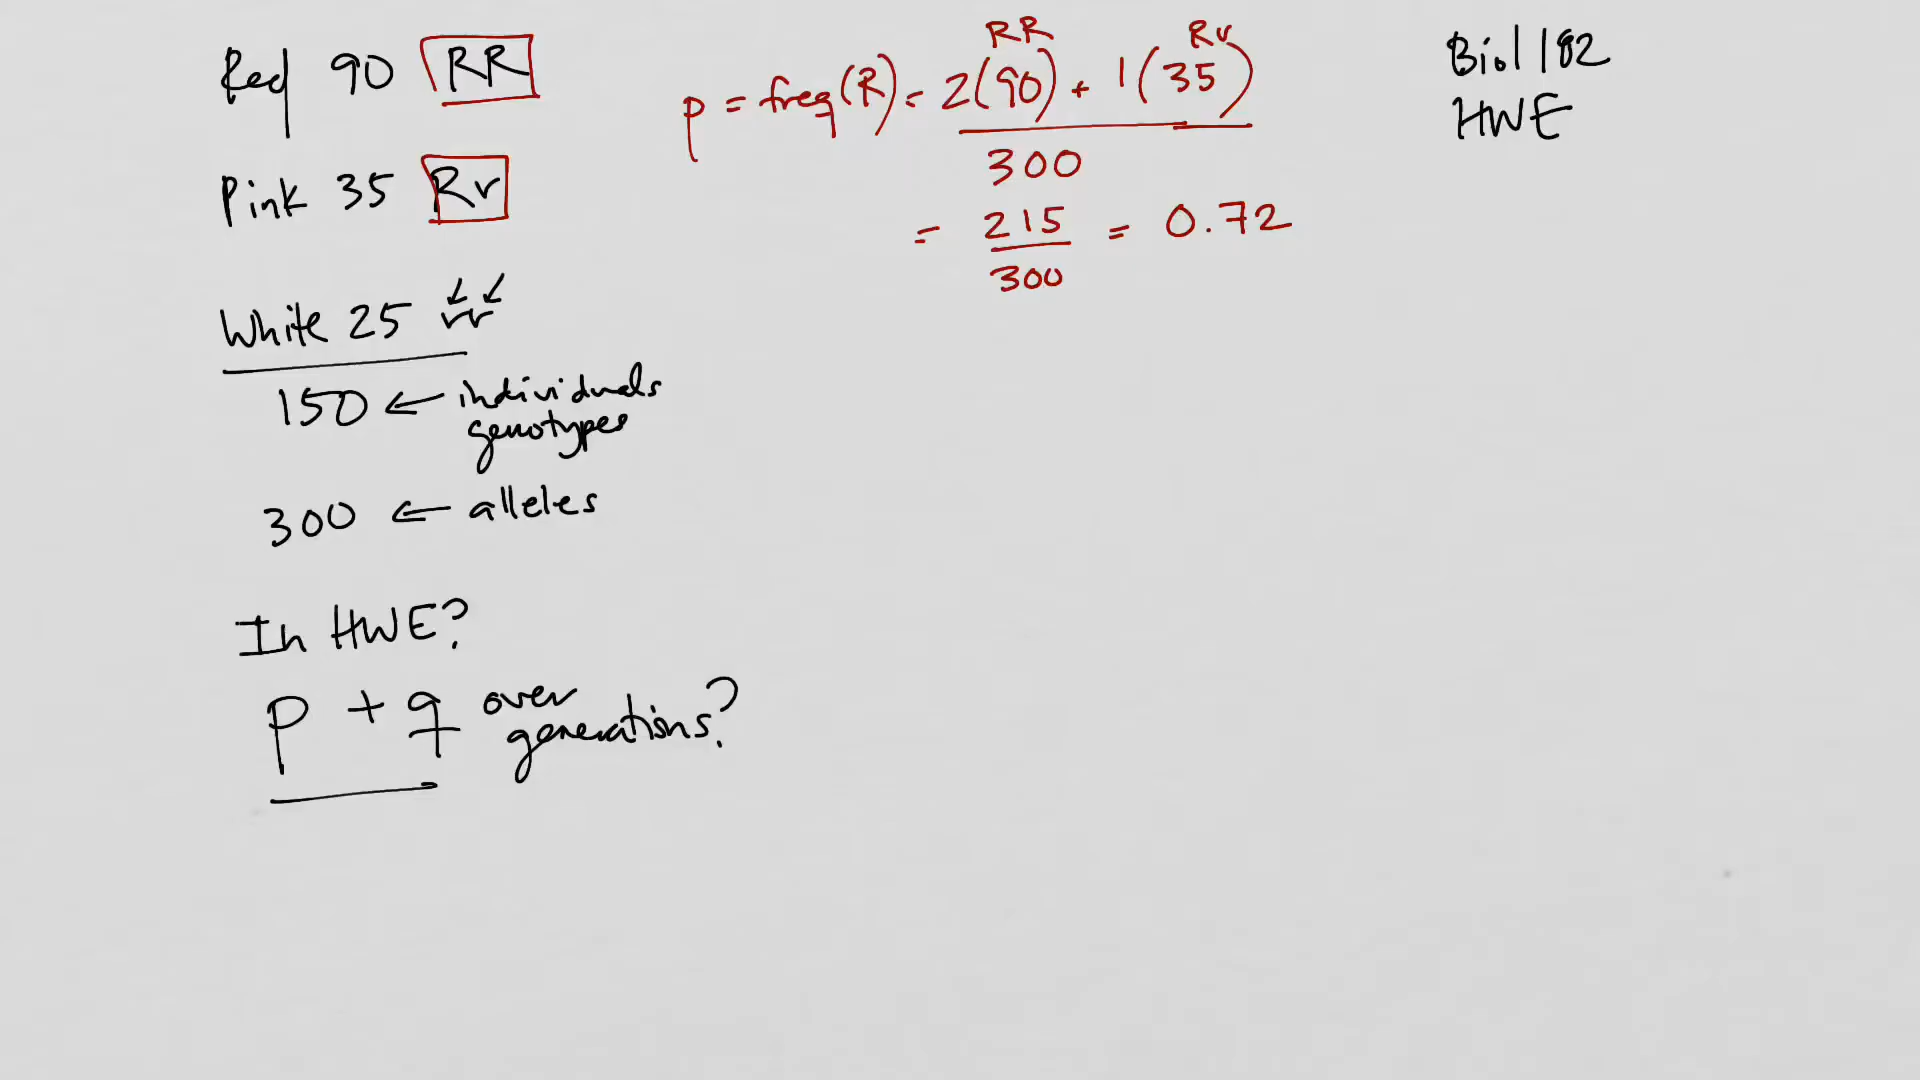 Red 90 RR
Pink 35 Rr
White 25 rr
150 ← individuals
genotypes
300 ← alleles
In HWE?
p + q over
generations?
RR Rr
p = freq(R) = 2(90) + 1(35)
300
= 215 = 0.72
300
Biol 182
HWE